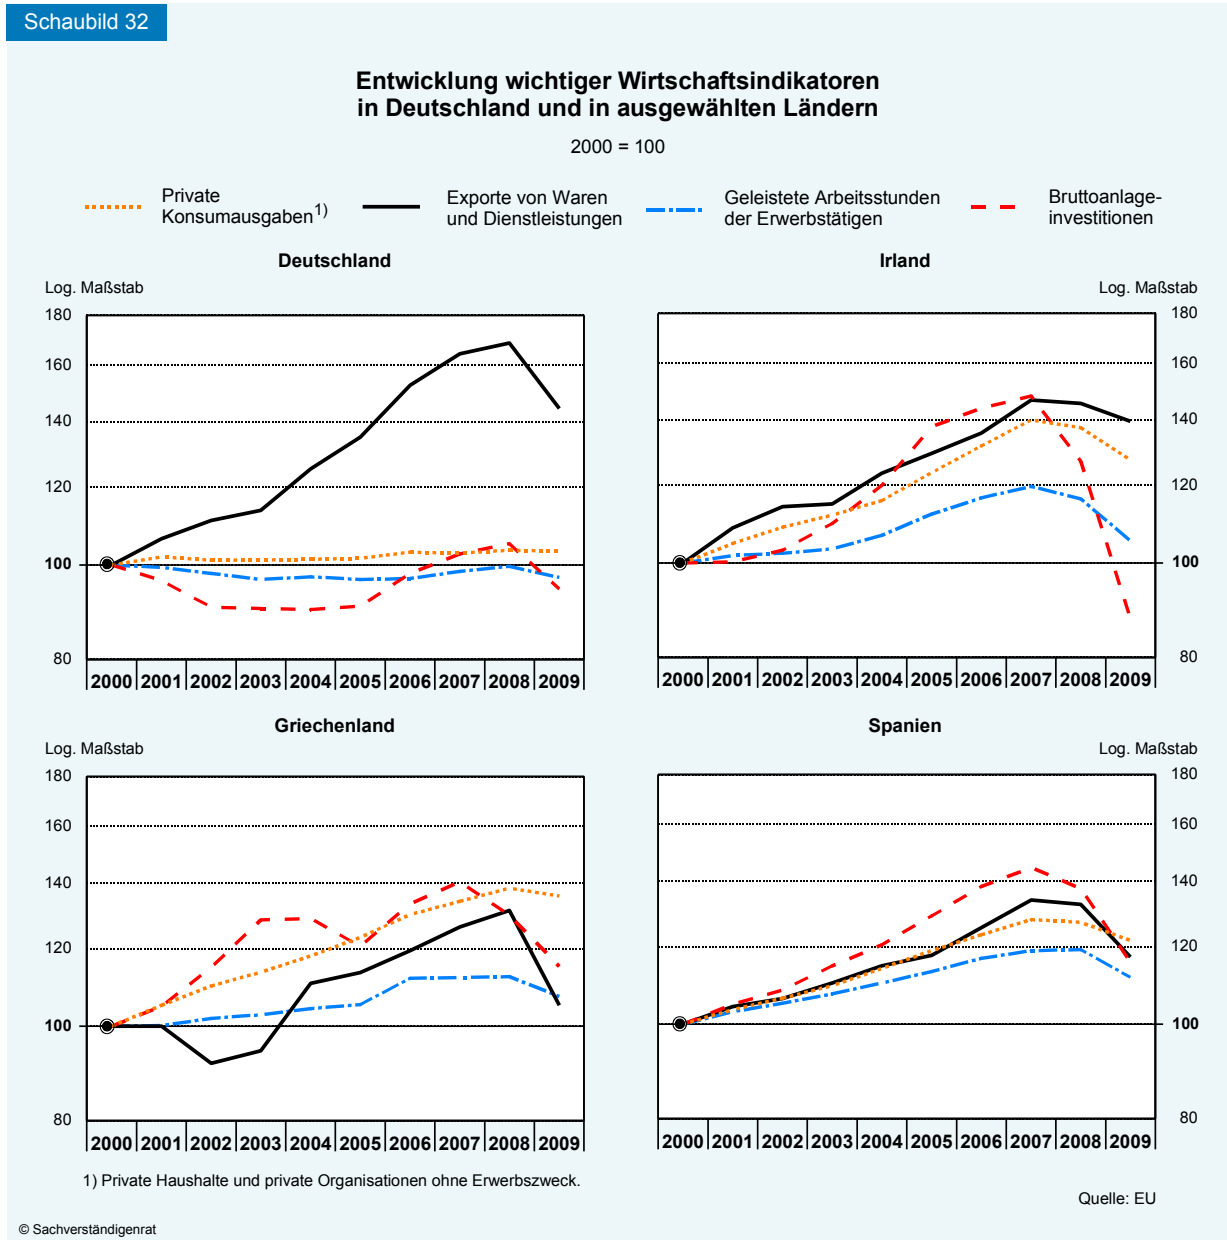 Schaubild 32
Entwicklung wichtiger Wirtschaftsindikatoren
in Deutschland und in ausgewählten Ländern
2000 = 100
Private
Konsumausgaben1)
Exporte von Waren
und Dienstleistungen
Geleistete Arbeitsstunden
der Erwerbstätigen
Bruttoanlage-
investitionen
Deutschland
Log. Maßstab
180
160
140
120
100
80
2000 2001 2002 2003 2004 2005 2006 2007 2008 2009
Irland
Log. Maßstab
180
160
140
120
100
80
2000 2001 2002 2003 2004 2005 2006 2007 2008 2009
Griechenland
Log. Maßstab
180
160
140
120
100
80
2000 2001 2002 2003 2004 2005 2006 2007 2008 2009
Spanien
Log. Maßstab
180
160
140
120
100
80
2000 2001 2002 2003 2004 2005 2006 2007 2008 2009
1) Private Haushalte und private Organisationen ohne Erwerbszweck.
Quelle: EU
© Sachverständigenrat